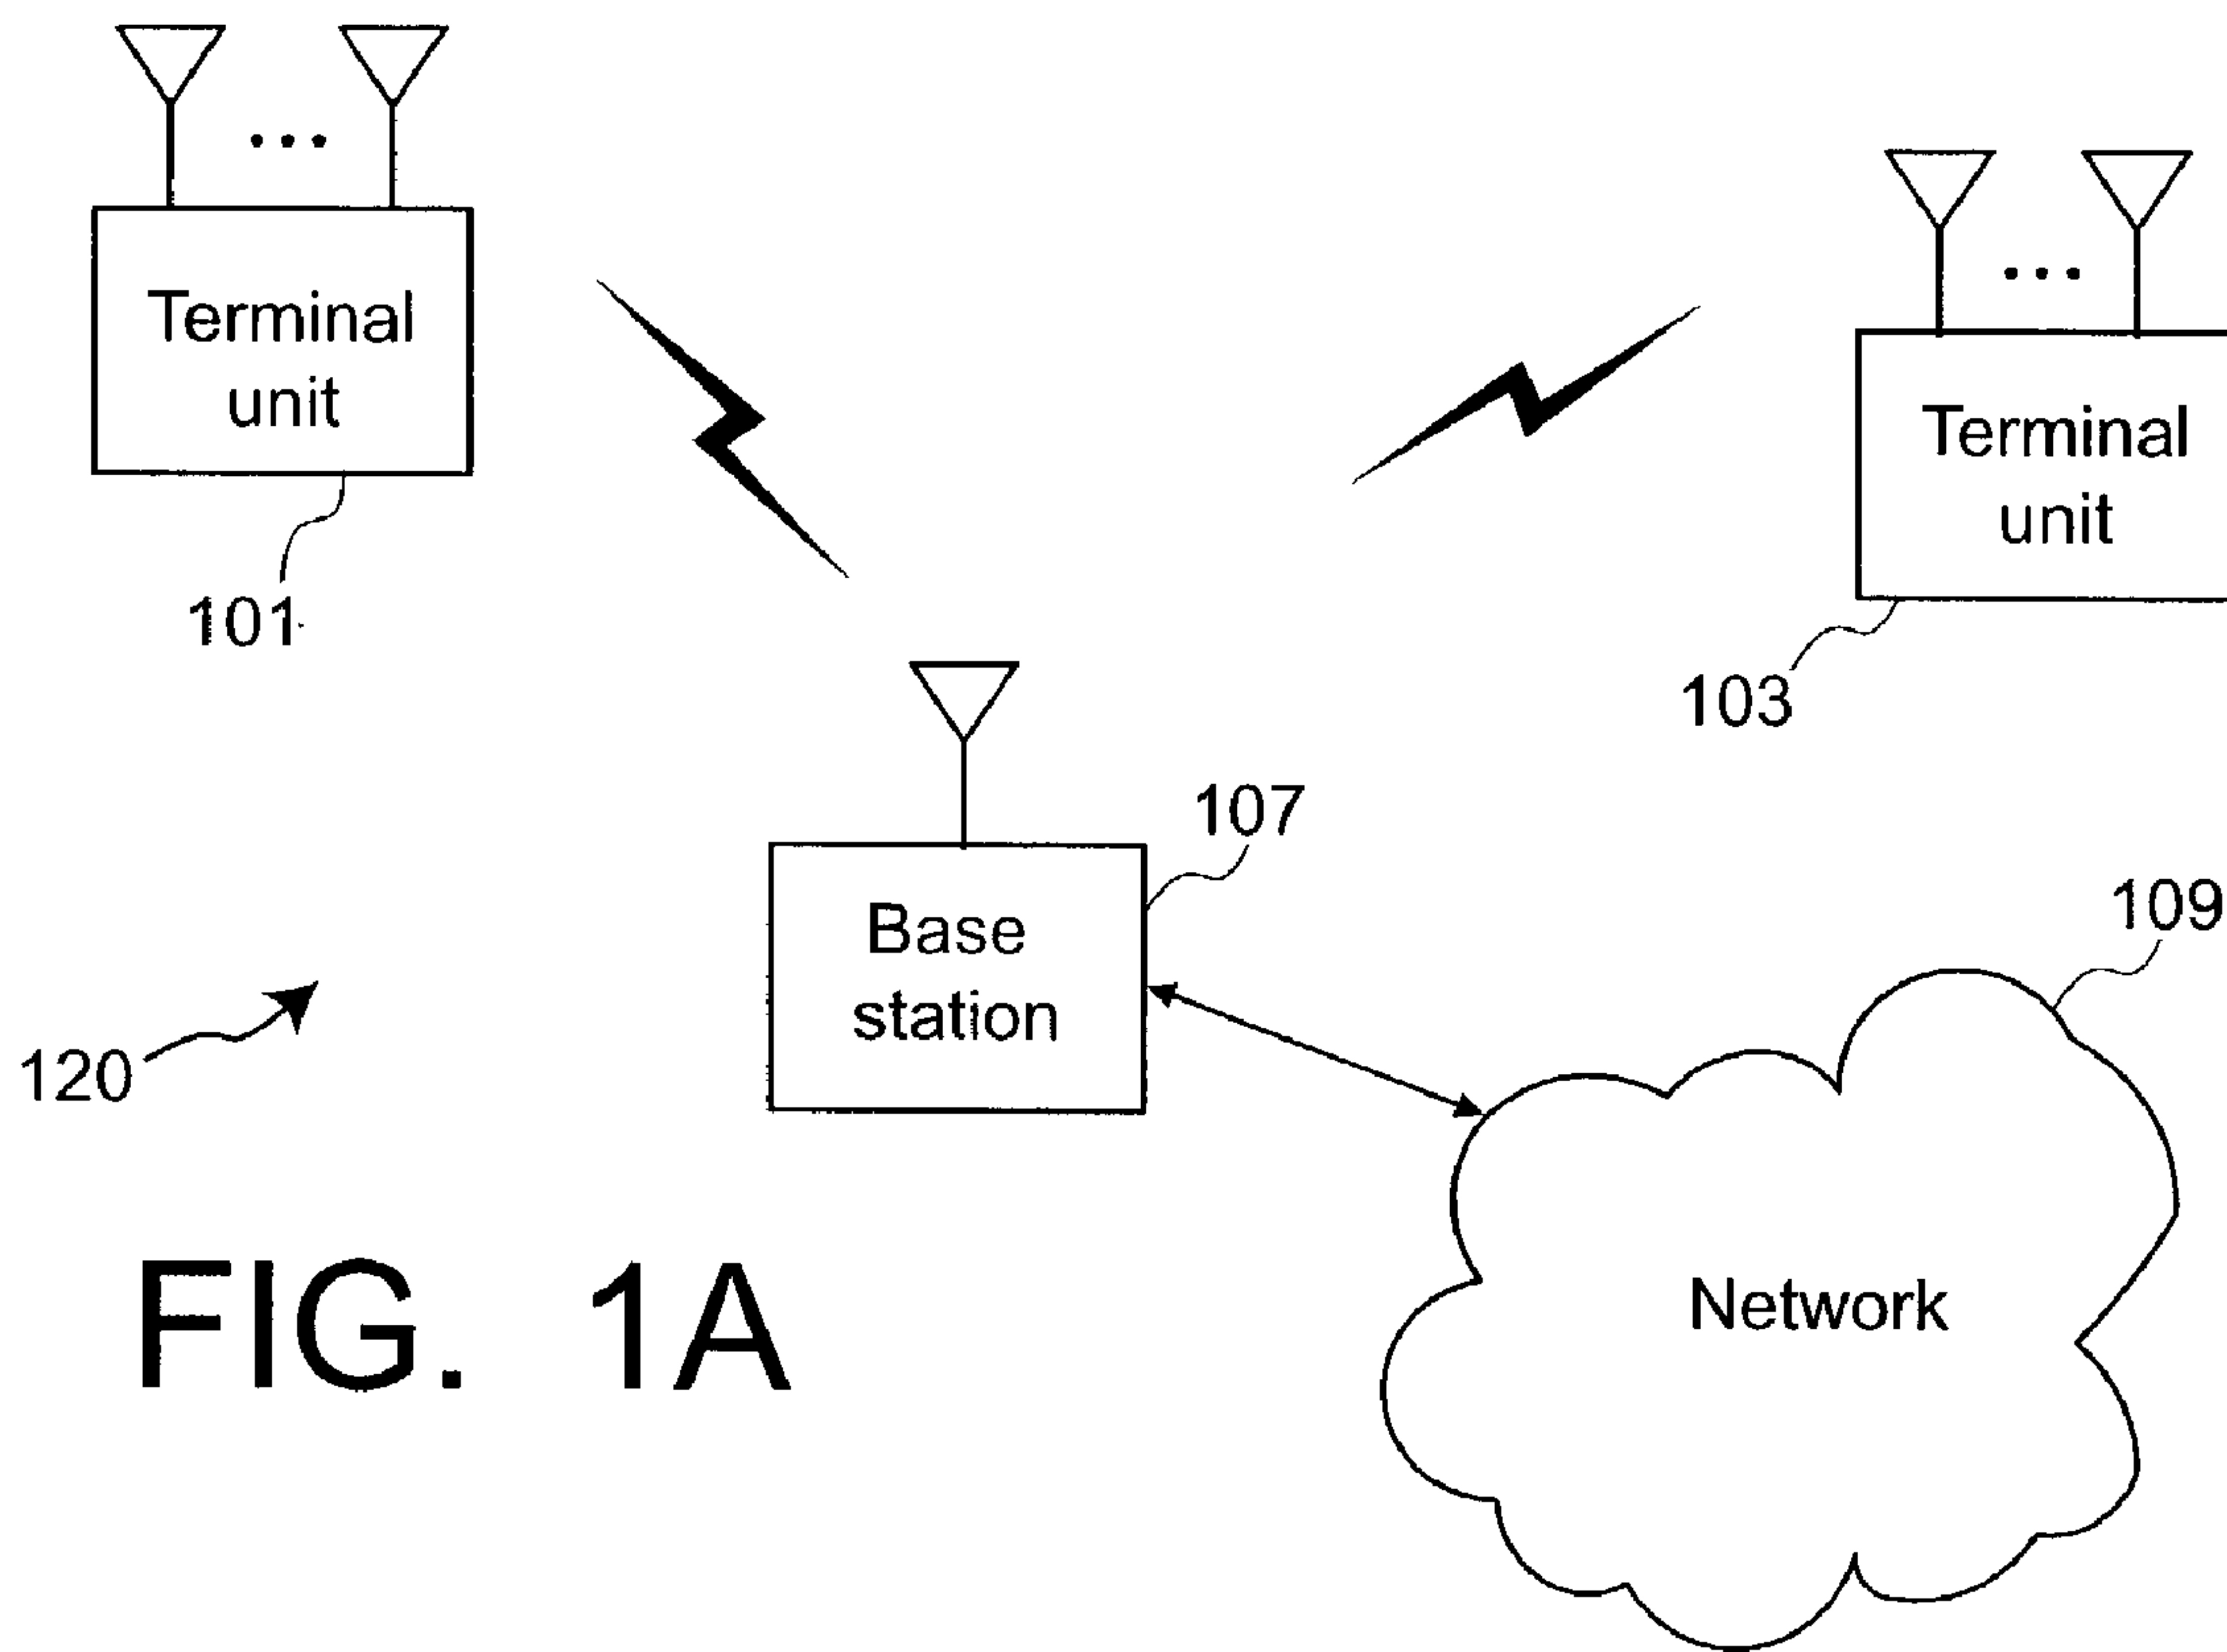 Terminal
unit
101
Terminal
unit
103
107
Base
station
109
120
Network
FIG. 1A